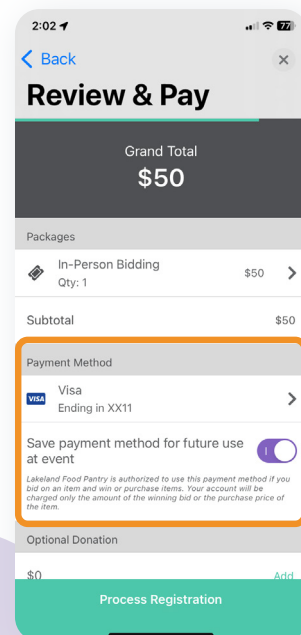 2:02
77
Back
Review & Pay
Grand Total
$50
Packages
In-Person Bidding
$50
Qty: 1
Subtotal
$50
Payment Method
VISA
Visa
Ending in XX11
Save payment method for future use
at event
Lakeland Food Pantry is authorized to use this payment method if you
bid on an item and win or purchase items. Your account will be
charged only the amount of the winning bid or the purchase price of
the item.
Optional Donation
$0
Add
Process Registration